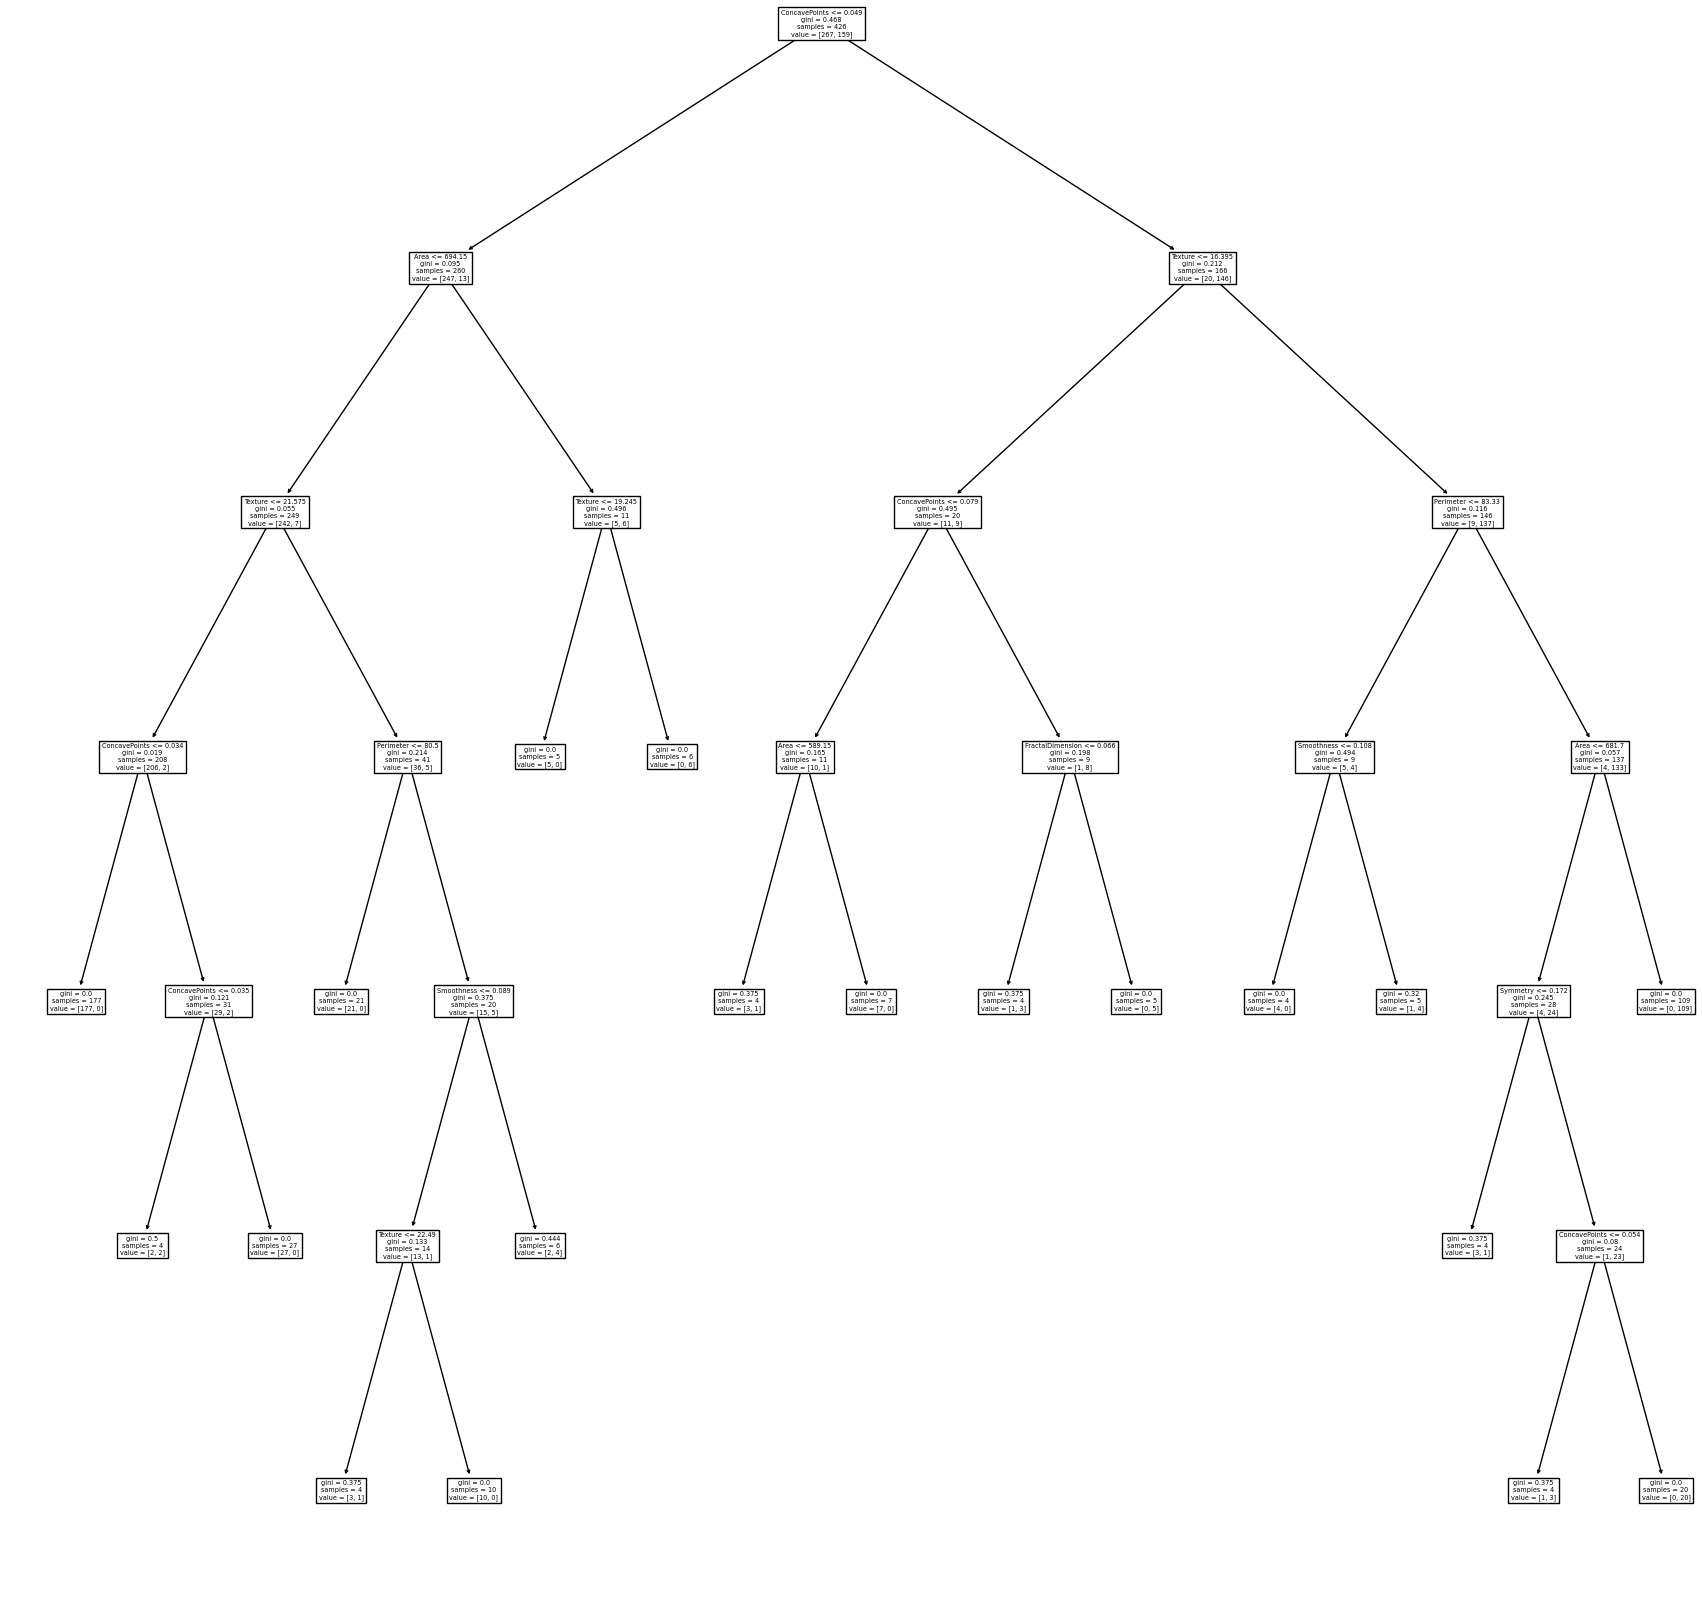 ConcavePoints <= 0.049
gini = 0.468
samples = 426
value = [267, 159]
Area <= 694.15
gini = 0.095
samples = 260
value = [247, 13]
Texture <= 16.395
gini = 0.212
samples = 166
value = [20, 146]
Texture <= 21.575
gini = 0.055
samples = 249
value = [242, 7]
Texture <= 19.245
gini = 0.496
samples = 11
value = [5, 6]
ConcavePoints <= 0.079
gini = 0.495
samples = 20
value = [11, 9]
Perimeter <= 83.33
gini = 0.116
samples = 146
value = [9, 137]
ConcavePoints <= 0.034
gini = 0.019
samples = 208
value = [206, 2]
Perimeter <= 80.5
gini = 0.214
samples = 41
value = [36, 5]
gini = 0.0
samples = 5
value = [5, 0]
gini = 0.0
samples = 6
value = [0, 6]
Area <= 589.15
gini = 0.165
samples = 11
value = [10, 1]
FractalDimension <= 0.066
gini = 0.198
samples = 9
value = [1, 8]
Smoothness <= 0.108
gini = 0.494
samples = 9
value = [5, 4]
Area <= 681.7
gini = 0.057
samples = 137
value = [4, 133]
gini = 0.0
samples = 177
value = [177, 0]
ConcavePoints <= 0.035
gini = 0.121
samples = 31
value = [29, 2]
gini = 0.0
samples = 21
value = [21, 0]
Smoothness <= 0.089
gini = 0.375
samples = 20
value = [15, 5]
gini = 0.375
samples = 4
value = [3, 1]
gini = 0.0
samples = 7
value = [7, 0]
gini = 0.375
samples = 4
value = [1, 3]
gini = 0.0
samples = 5
value = [0, 5]
gini = 0.0
samples = 4
value = [4, 0]
gini = 0.32
samples = 5
value = [1, 4]
Symmetry <= 0.172
gini = 0.245
samples = 28
value = [4, 24]
gini = 0.0
samples = 109
value = [0, 109]
gini = 0.5
samples = 4
value = [2, 2]
gini = 0.0
samples = 27
value = [27, 0]
Texture <= 22.49
gini = 0.133
samples = 14
value = [13, 1]
gini = 0.444
samples = 6
value = [2, 4]
gini = 0.375
samples = 4
value = [3, 1]
ConcavePoints <= 0.054
gini = 0.08
samples = 24
value = [1, 23]
gini = 0.375
samples = 4
value = [3, 1]
gini = 0.0
samples = 10
value = [10, 0]
gini = 0.375
samples = 4
value = [1, 3]
gini = 0.0
samples = 20
value = [0, 20]